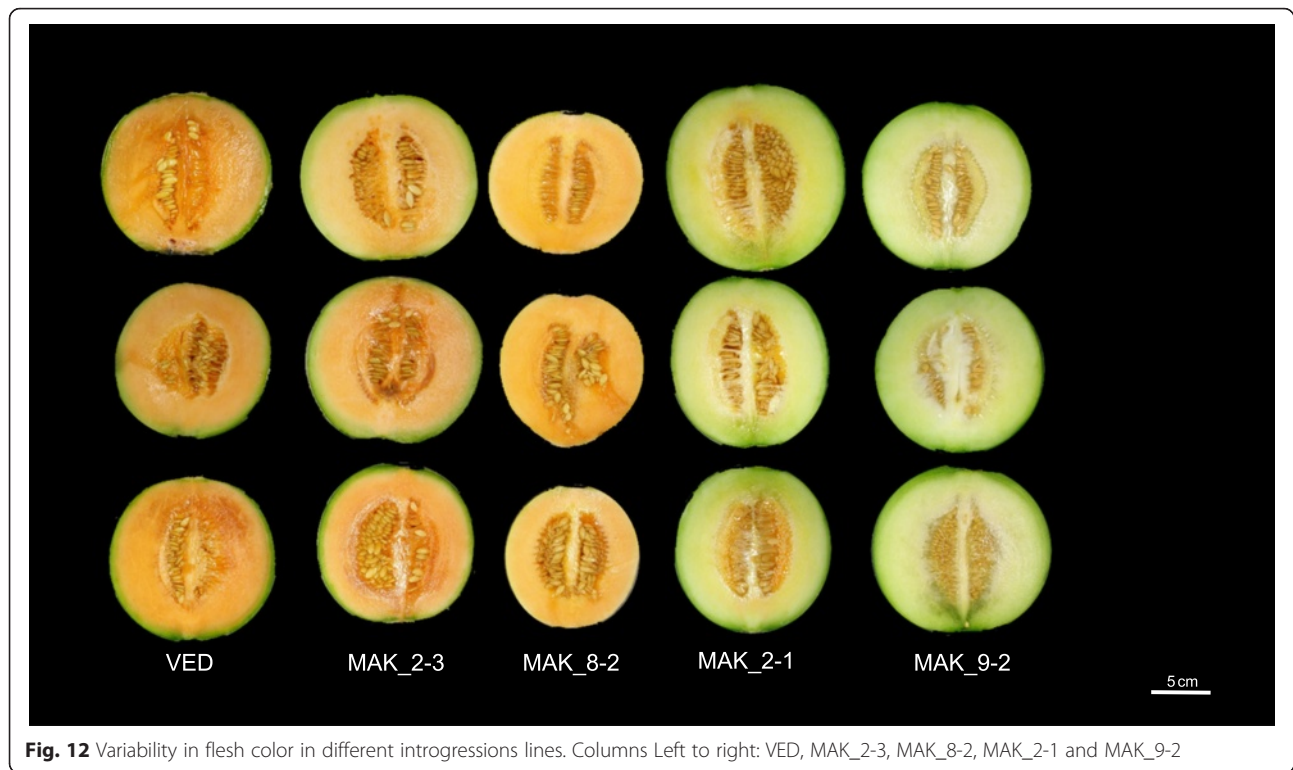 VED MAK_2-3 MAK_8-2 MAK_2-1 MAK_9-2
5 cm
Fig. 12 Variability in flesh color in different introgressions lines. Columns Left to right: VED, MAK_2-3, MAK_8-2, MAK_2-1 and MAK_9-2